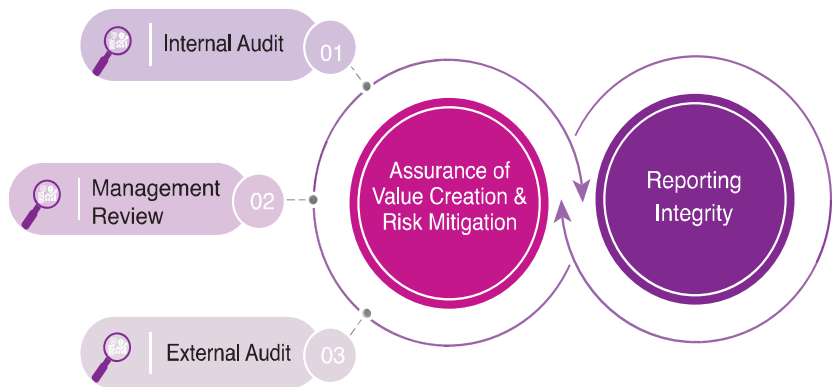 Internal Audit
01
Management
Review
02
External Audit
03
Assurance of
Value Creation &
Risk Mitigation
Reporting
Integrity